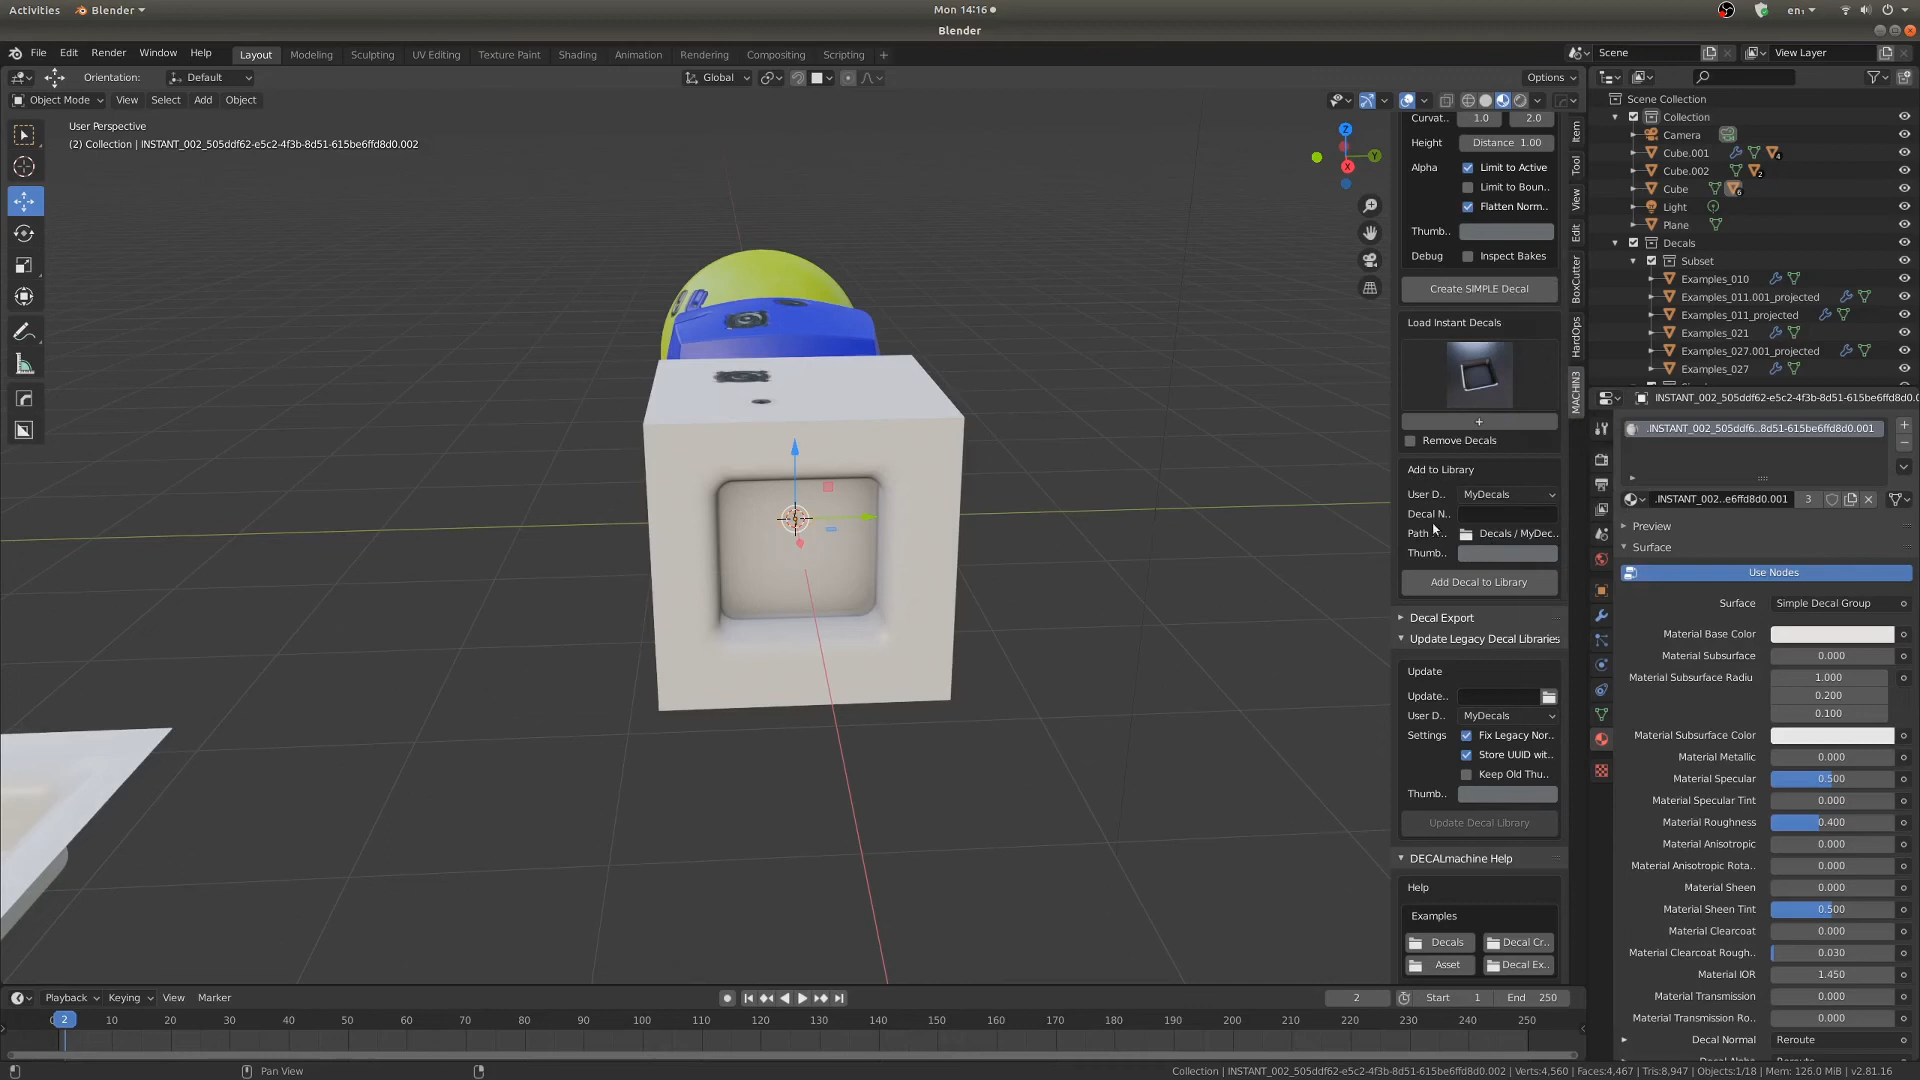 Activities Blender Mon 14:16 en₁
Blender
File Edit Render Window Help Layout Modeling Sculpting UV Editing Texture Paint Shading Animation Rendering Compositing Scripting + Scene View Layer
Orientation: Default Global Options
Object Mode View Select Add Object
User Perspective
(2) Collection | INSTANT_002_505ddf62-e5c2-4f3b-8d51-615be6ffd8d0.002
Z
Y
X
Curvat.. 1.0 2.0
Height Distance 1.00
Alpha Limit to Active
Limit to Boun..
Flatten Norm..
Thumb..
Debug Inspect Bakes
Create SIMPLE Decal
Load Instant Decals
+
Remove Decals
Add to Library
User D.. MyDecals
Decal N..
Path Decals / MyDec..
Thumb..
Add Decal to Library
Decal Export
Update Legacy Decal Libraries
Update
Update..
User D.. MyDecals
Settings Fix Legacy Nor..
Store UUID wit..
Keep Old Thu..
Thumb..
Update Decal Library
DECALmachine Help
Help
Examples
Decals Decal Cr..
Asset Decal Ex..
Item
Tool
View
Edit
BoxCutter
HardOps
MACHIN3
Scene Collection
Collection
Camera
Cube.001 4
Cube.002 2
Cube 6
Light
Plane
Decals
Subset
Examples_010
Examples_011.001_projected
Examples_011_projected
Examples_021
Examples_027.001_projected
Examples_027
INSTANT_002_505ddf62-e5c2-4f3b-8d51-615be6ffd8d0.0
.INSTANT_002_505ddf6..8d51-615be6ffd8d0.001
.INSTANT_002..e6ffd8d0.001 3
Preview
Surface
Use Nodes
Surface Simple Decal Group
Material Base Color
Material Subsurface 0.000
Material Subsurface Radiu 1.000
0.200
0.100
Material Subsurface Color
Material Metallic 0.000
Material Specular 0.500
Material Specular Tint 0.000
Material Roughness 0.400
Material Anisotropic 0.000
Material Anisotropic Rota.. 0.000
Material Sheen 0.000
Material Sheen Tint 0.500
Material Clearcoat 0.000
Material Clearcoat Rough.. 0.030
Material IOR 1.450
Material Transmission 0.000
Material Transmission Ro.. 0.000
Decal Normal Reroute
Playback Keying View Marker 2 Start 1 End 250
2 10 20 30 40 50 60 70 80 90 100 110 120 130 140 150 160 170 180 190 200 210 220 230 240 250
Pan View Collection | INSTANT_002_505ddf62-e5c2-4f3b-8d51-615be6ffd8d0.002 | Verts:4,560 | Faces:4,467 | Tris:8,947 | Objects:1/18 | Mem: 126.0 MiB | v2.81.16